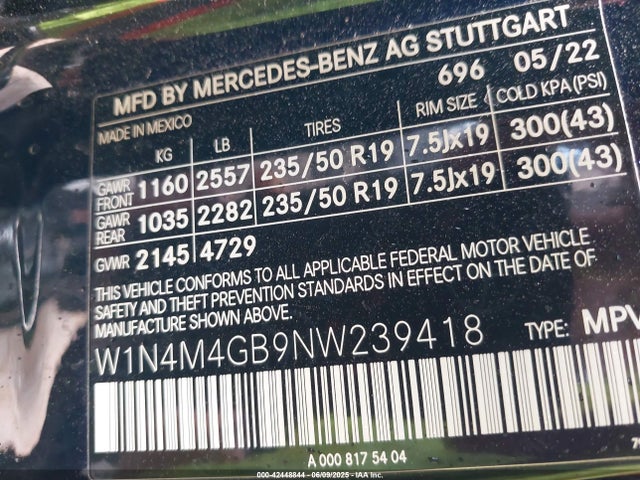 MFD BY MERCEDES-BENZ AG STUTTGART
MADE IN MEXICO 696 05/22
KG LB TIRES RIM SIZE COLD KPA (PSI)
GAWR FRONT 1160 2557 235/50 R19 7.5Jx19 300(43)
GAWR REAR 1035 2282 235/50 R19 7.5Jx19 300(43)
GVWR 2145 4729
THIS VEHICLE CONFORMS TO ALL APPLICABLE FEDERAL MOTOR VEHICLE
SAFETY AND THEFT PREVENTION STANDARDS IN EFFECT ON THE DATE OF
MANUFACTURE SHOWN ABOVE.
W1N4M4GB9NW239418 TYPE: MPV
A 000 817 54 04
000-42448844 - 06/09/2025 - IAA, Inc.